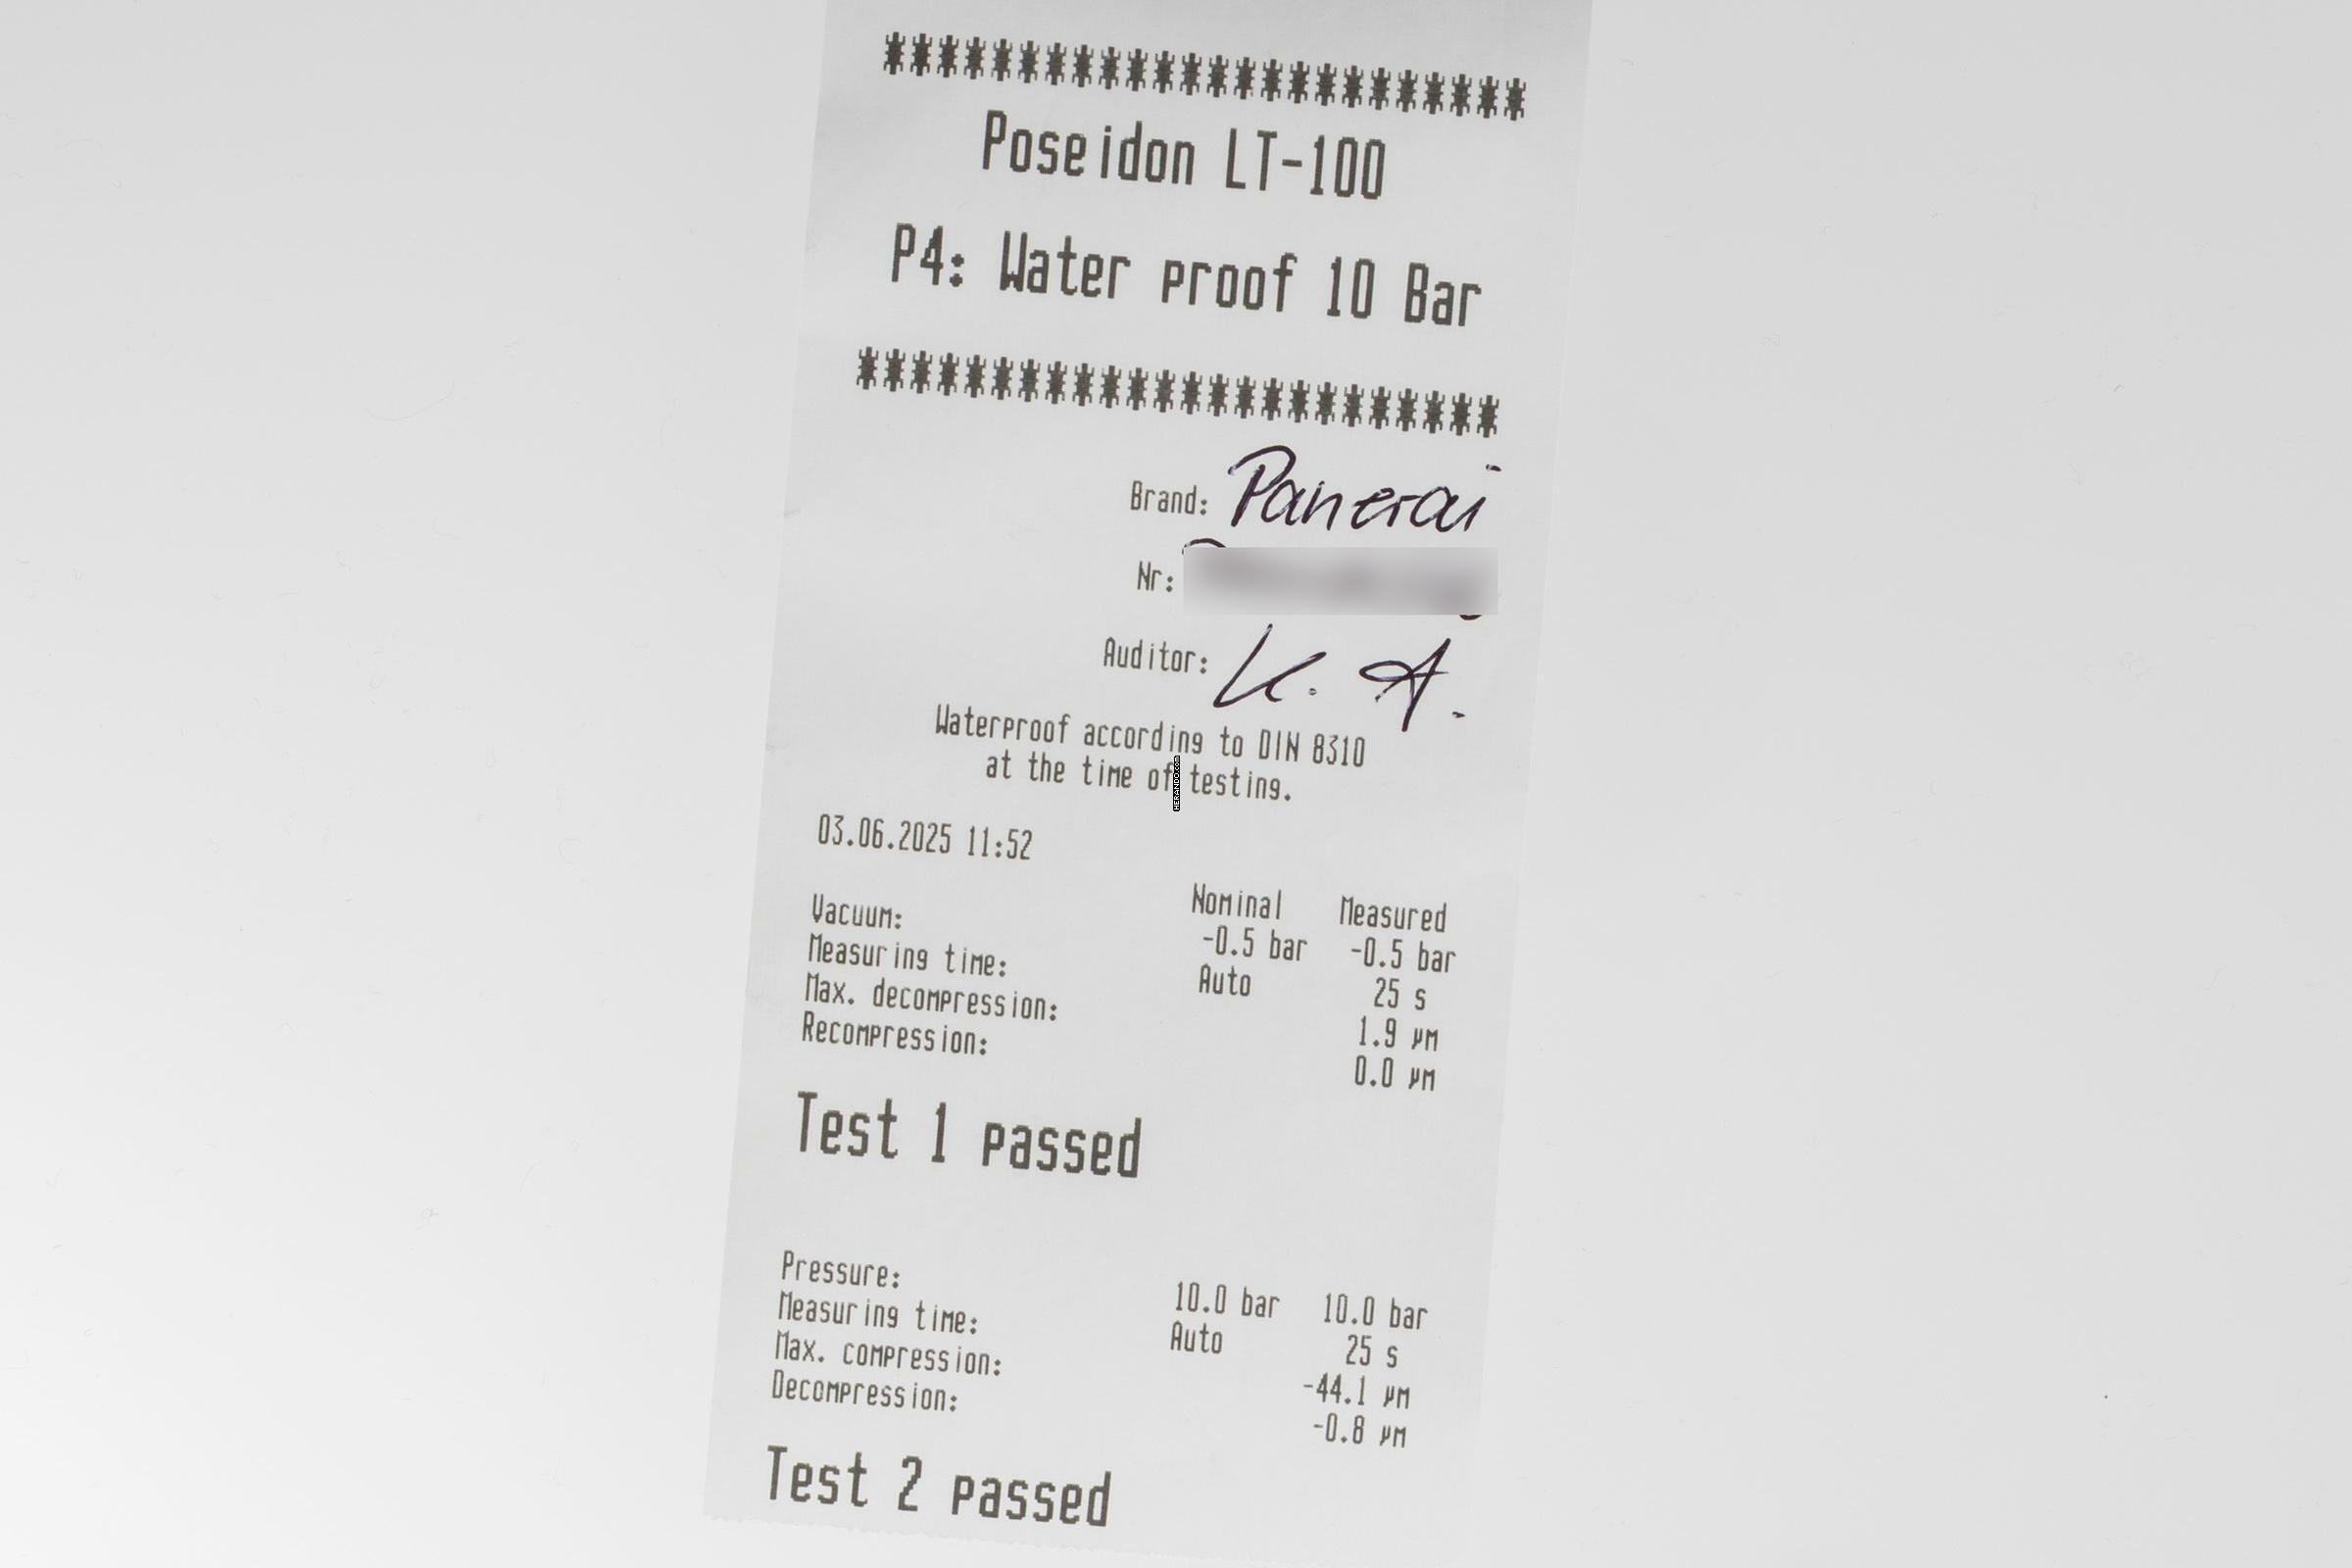 ************************
Poseidon LT-100
P4: Water proof 10 Bar
************************
Brand: Panerai
Nr:
Auditor: K. A.
Waterproof according to DIN 8310
at the time of testing.
HERANDO.com
03.06.2025 11:52
Nominal Measured
Vacuum: -0.5 bar -0.5 bar
Measuring time: Auto 25 s
Max. decompression: 1.9 µm
Recompression: 0.0 µm
Test 1 passed
Pressure: 10.0 bar 10.0 bar
Measuring time: Auto 25 s
Max. compression: -44.1 µm
Decompression: -0.8 µm
Test 2 passed